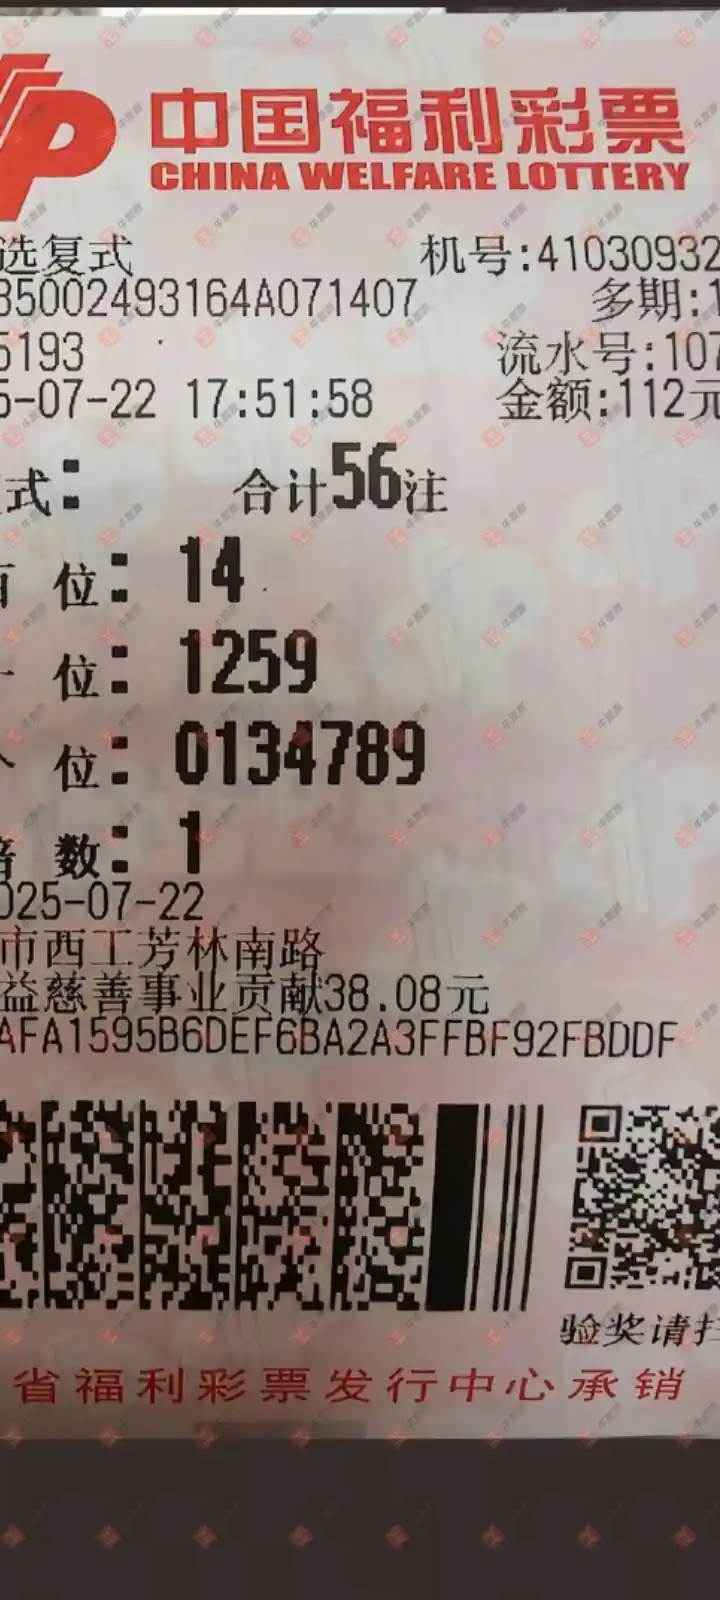 中国福利彩票
CHINA WELFARE LOTTERY
选复式 机号:41030932
85002493164A071407 多期:1
5193 流水号:107
5-07-22 17:51:58 金额:112元
式: 合计56注
百 位: 14
位: 1259
个 位: 0134789
倍 数: 1
025-07-22
市西工芳林南路
益慈善事业贡献38.08元
AFA1595B6DEF6BA2A3FFBF92FBDDF
验奖请扫
省福利彩票发行中心承销